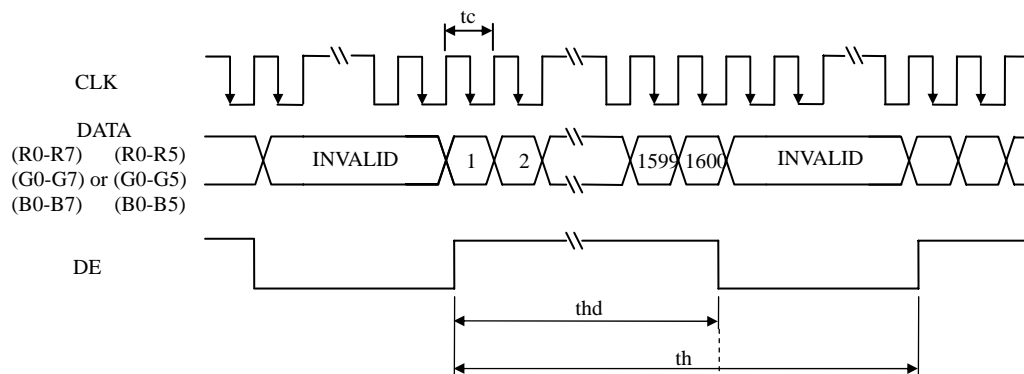 tc
CLK
DATA
(R0-R7) (R0-R5)
(G0-G7) or (G0-G5)
(B0-B7) (B0-B5)
INVALID 1 2 1599 1600 INVALID
DE
thd
th